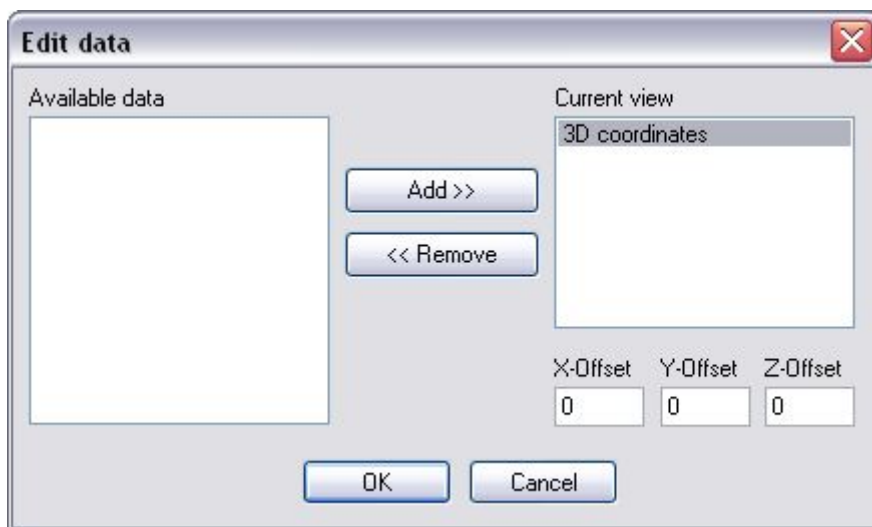 Edit data
Available data
Current view
3D coordinates
Add >>
<< Remove
X-Offset Y-Offset Z-Offset
0 0 0
OK Cancel